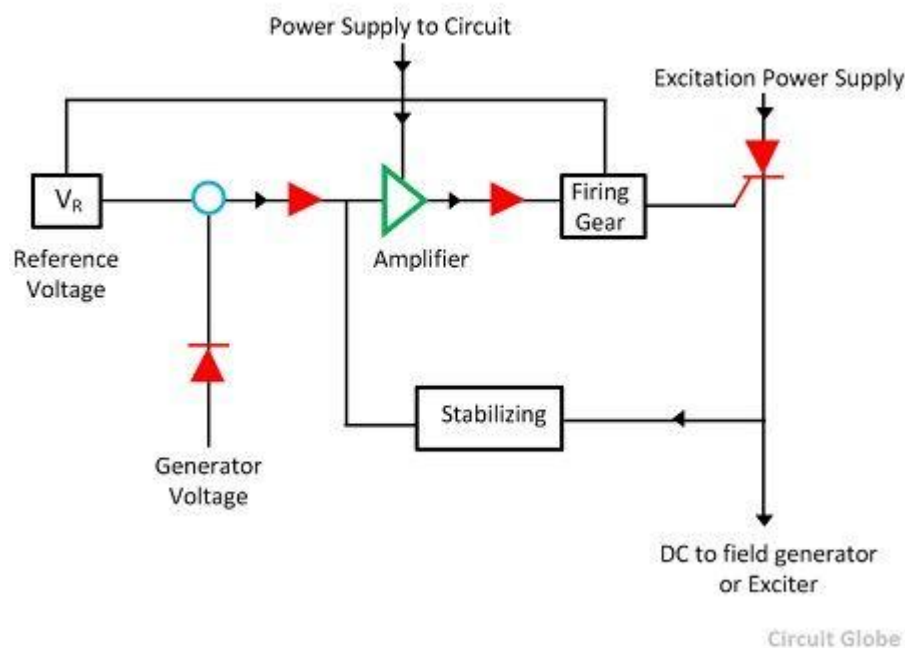 Power Supply to Circuit
Excitation Power Supply
VR
Firing
Gear
Reference
Voltage
Amplifier
Stabilizing
Generator
Voltage
DC to field generator
or Exciter
Circuit Globe